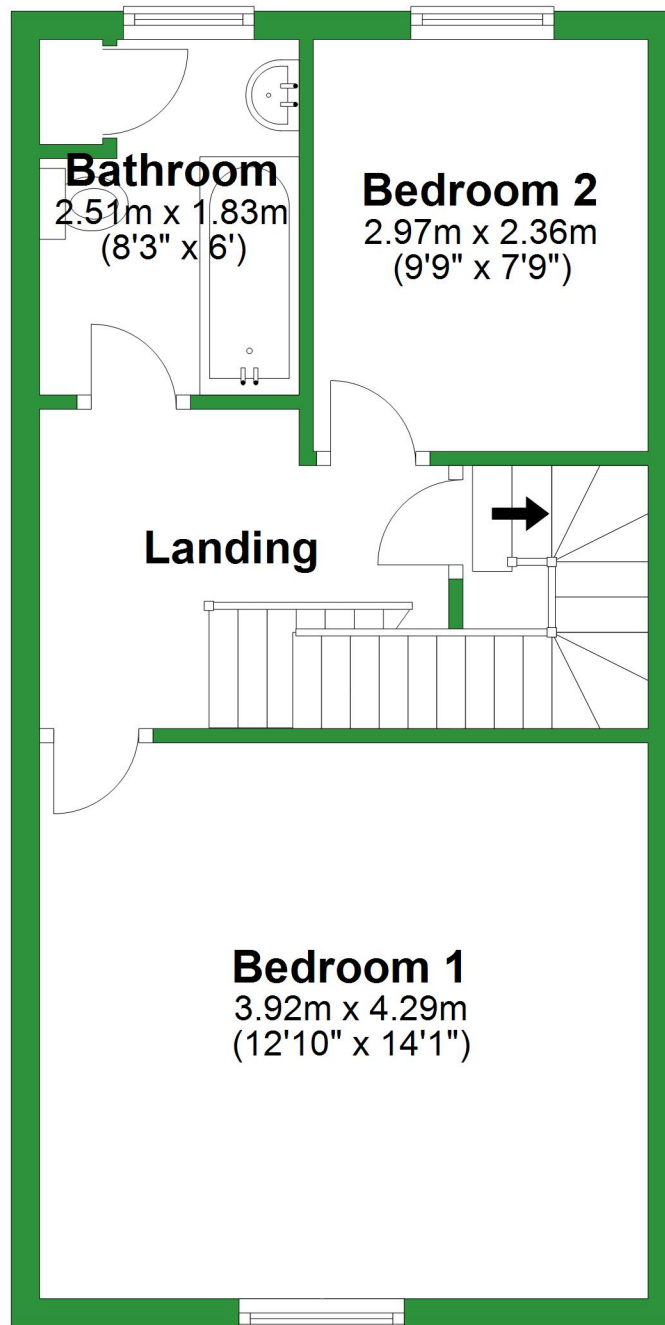 Bathroom
2.51m x 1.83m
(8'3" x 6')
Bedroom 2
2.97m x 2.36m
(9'9" x 7'9")
Landing
Bedroom 1
3.92m x 4.29m
(12'10" x 14'1")